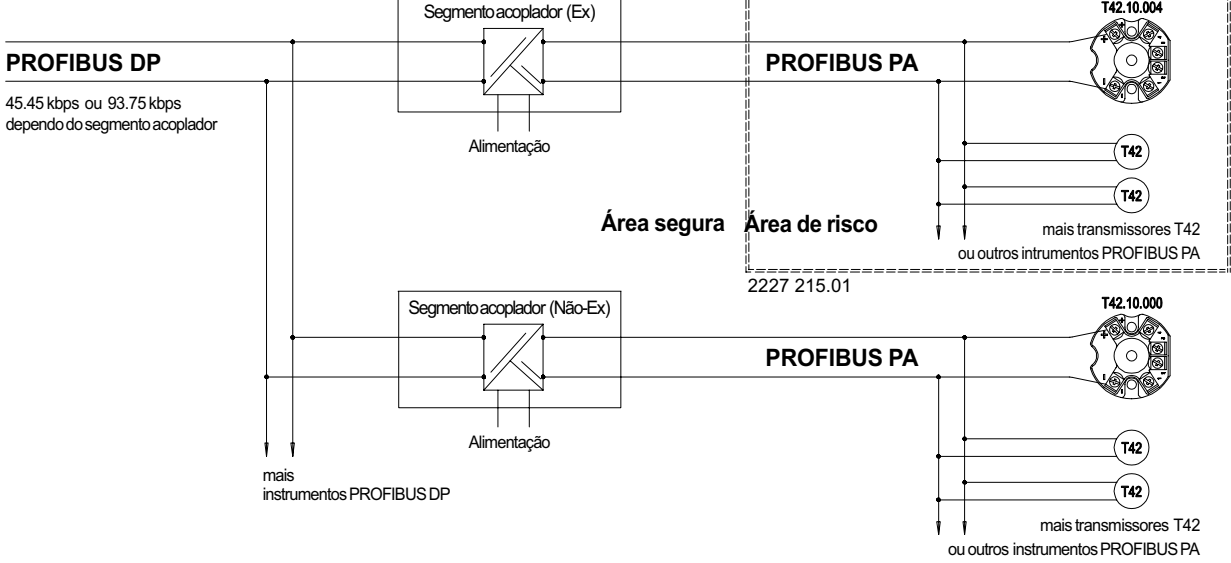 Segmento acoplador (Ex)
T42.10.004
PROFIBUS DP
PROFIBUS PA
45.45 kbps ou 93.75 kbps
dependo do segmento acoplador
Alimentação
T42
T42
Área segura
Área de risco
mais transmissores T42
ou outros intrumentos PROFIBUS PA
2227 215.01
Segmento acoplador (Não-Ex)
T42.10.000
PROFIBUS PA
Alimentação
T42
mais
instrumentos PROFIBUS DP
T42
mais transmissores T42
ou outros instrumentos PROFIBUS PA